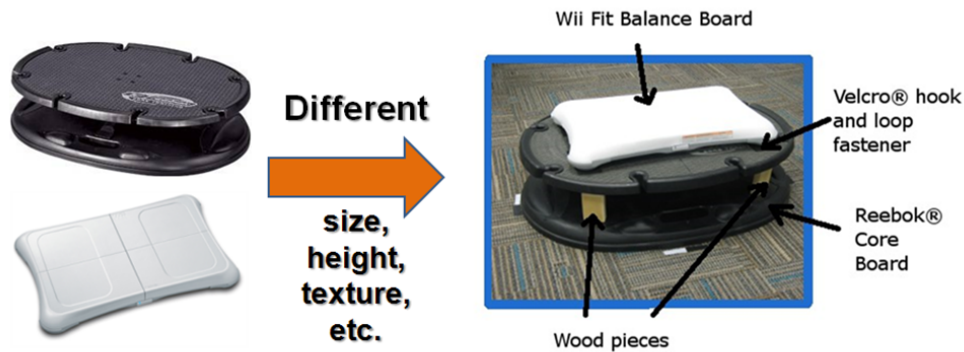 Different
size,
height,
texture,
etc.
Wii Fit Balance Board
Velcro® hook
and loop
fastener
Reebok®
Core
Board
Wood pieces